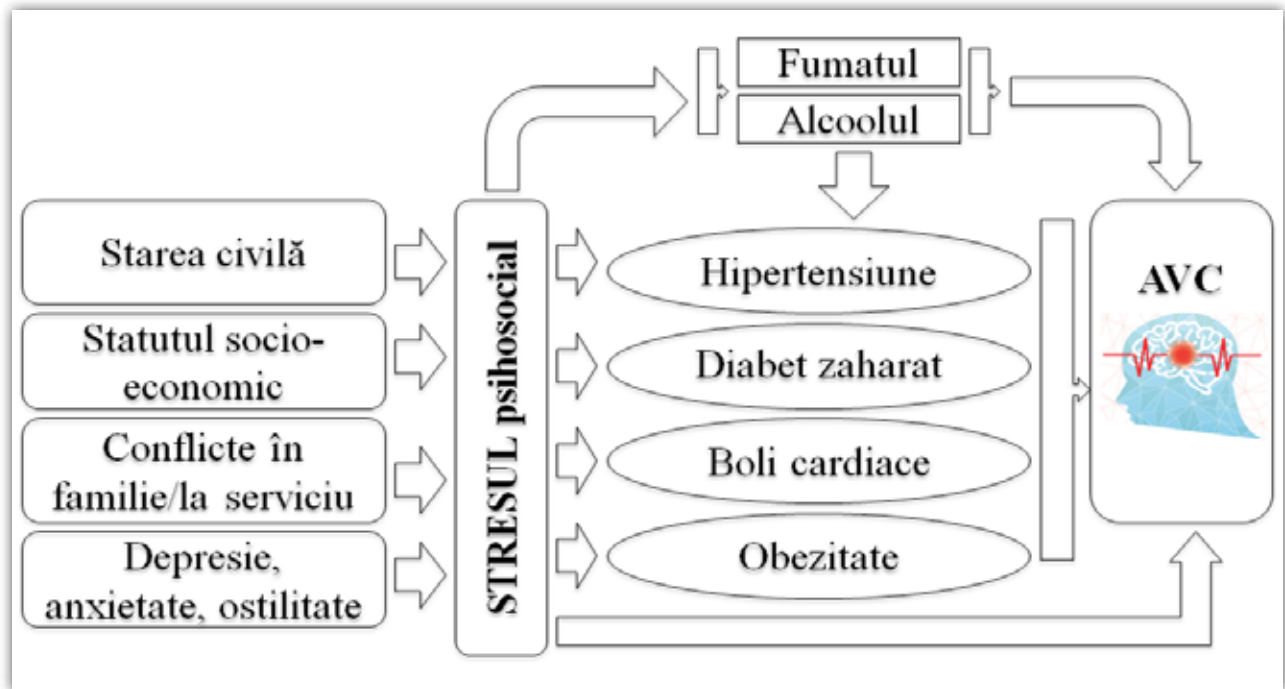 Fumatul
Alcoolul
Starea civilă
Statutul socio-
economic
Conflicte în
familie/la serviciu
Depresie,
anxietate, ostilitate
STRESUL psihosocial
Hipertensiune
Diabet zaharat
Boli cardiace
Obezitate
AVC